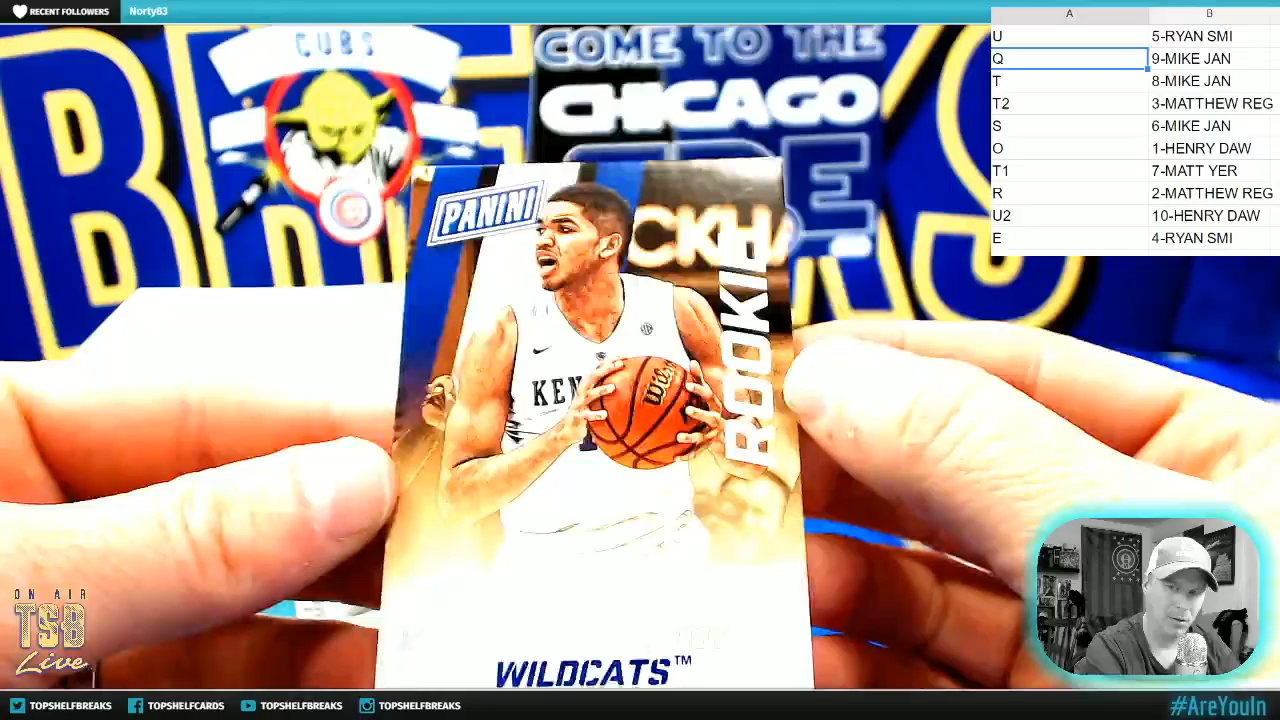 RECENT FOLLOWERS Norty83
CUBS
COME TO THE
CHICAGO
PANINI
ROOKIE
KEN
Wilson
WILDCATS™
A B
U 5-RYAN SMI
Q 9-MIKE JAN
T 8-MIKE JAN
T2 3-MATTHEW REG
S 6-MIKE JAN
O 1-HENRY DAW
T1 7-MATT YER
R 2-MATTHEW REG
U2 10-HENRY DAW
E 4-RYAN SMI
ON AIR
TSB
Live
TOPSHELFBREAKS TOPSHELFCARDS TOPSHELFBREAKS TOPSHELFBREAKS #AreYouIn